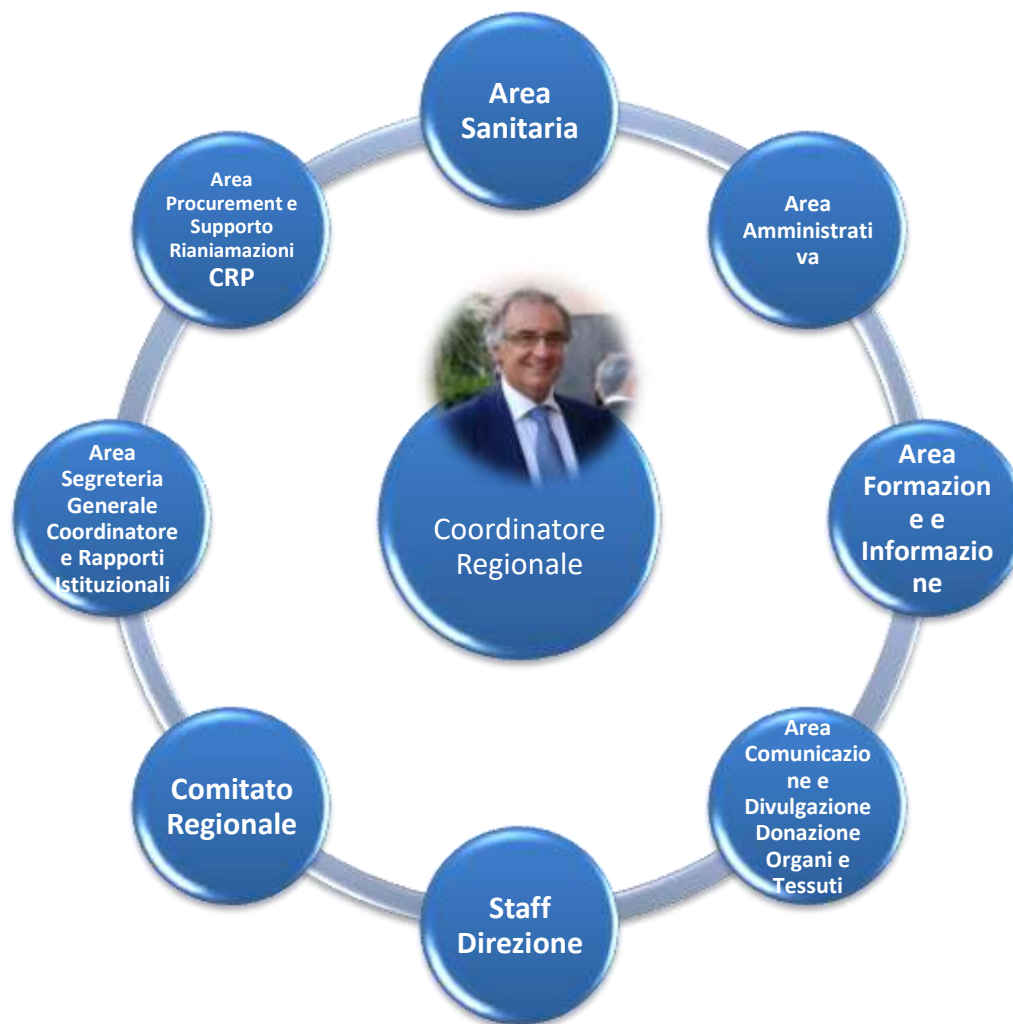 Area
Sanitaria
Area
Amministrati
va
Area
Formazion
e e
Informazio
ne
Area
Comunicazio
ne e
Divulgazione
Donazione
Organi e
Tessuti
Staff
Direzione
Comitato
Regionale
Area
Segreteria
Generale
Coordinatore
e Rapporti
Istituzionali
Area
Procurement e
Supporto
Rianiamazioni
CRP
Coordinatore
Regionale